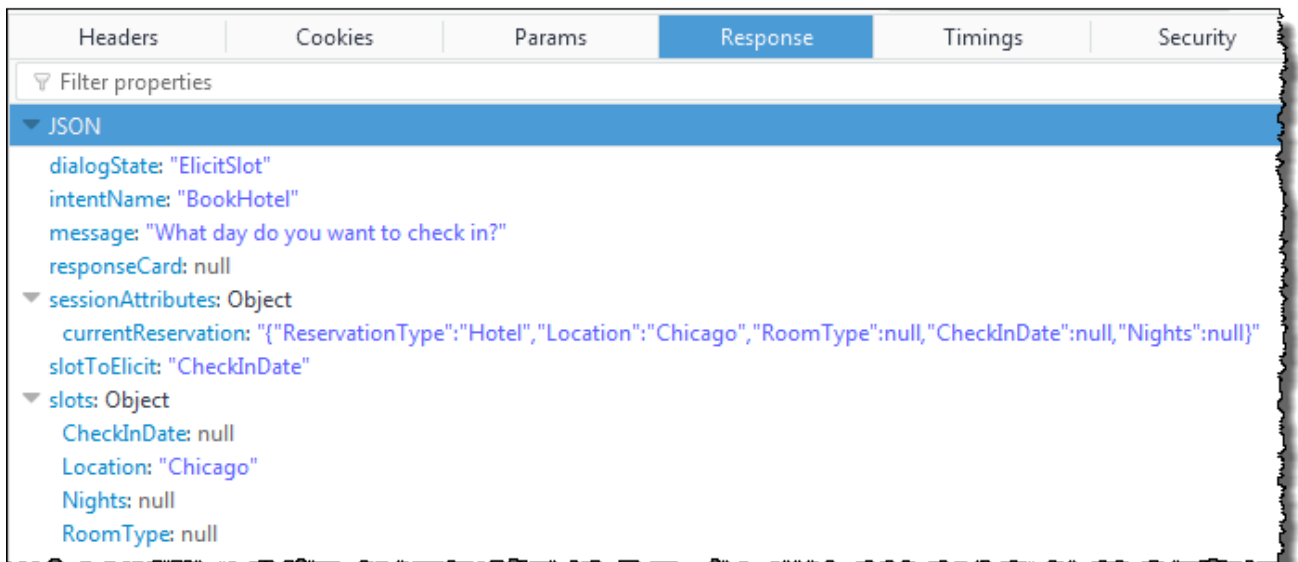 Headers Cookies Params Response Timings Security
Filter properties
JSON
dialogState: "ElicitSlot"
intentName: "BookHotel"
message: "What day do you want to check in?"
responseCard: null
sessionAttributes: Object
currentReservation: "{"ReservationType":"Hotel","Location":"Chicago","RoomType":null,"CheckInDate":null,"Nights":null}"
slotToElicit: "CheckInDate"
slots: Object
CheckInDate: null
Location: "Chicago"
Nights: null
RoomType: null